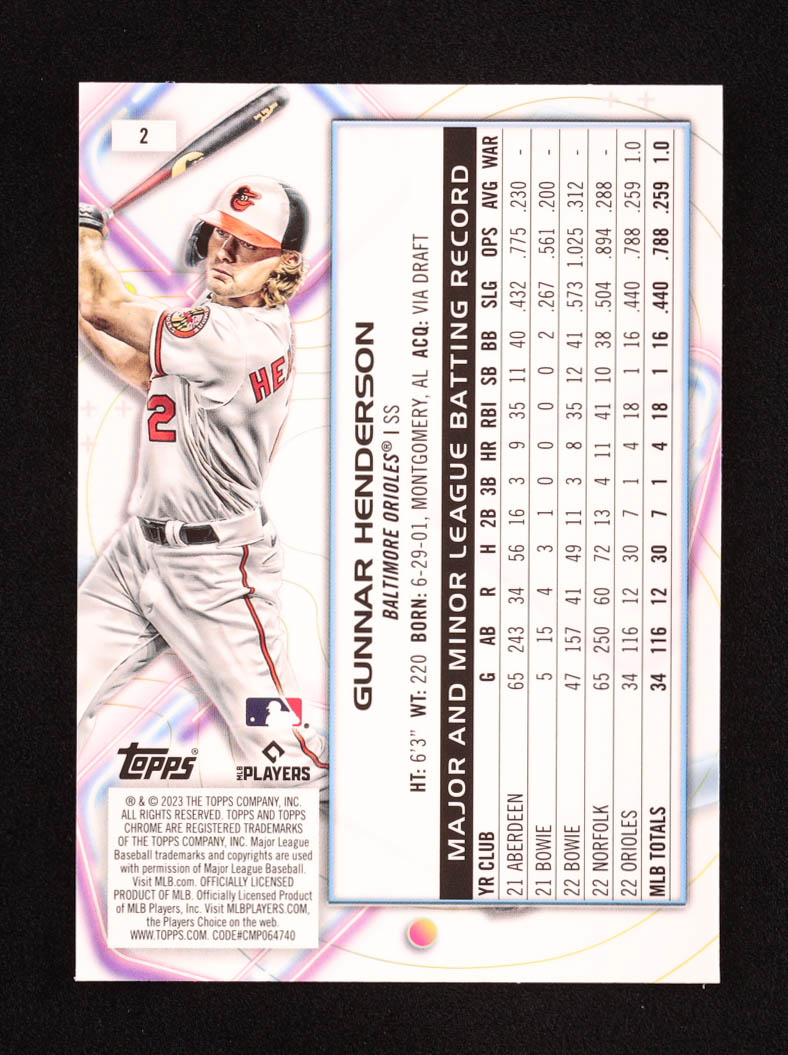 2
HE
2
GUNNAR HENDERSON
BALTIMORE ORIOLES® | SS
HT: 6'3" WT: 220 BORN: 6-29-01, MONTGOMERY, AL ACQ: VIA DRAFT
MAJOR AND MINOR LEAGUE BATTING RECORD
YR CLUB G AB R H 2B 3B HR RBI SB BB SLG OPS AVG WAR
21 ABERDEEN 65 243 34 56 16 3 9 35 11 40 .432 .775 .230 -
21 BOWIE 5 15 4 3 1 0 0 0 0 2 .267 .561 .200 -
22 BOWIE 47 157 41 49 11 3 8 35 12 41 .573 1.025 .312 -
22 NORFOLK 65 250 60 72 13 4 11 41 10 38 .504 .894 .288 -
22 ORIOLES 34 116 12 30 7 1 4 18 1 16 .440 .788 .259 1.0
MLB TOTALS 34 116 12 30 7 1 4 18 1 16 .440 .788 .259 1.0
Topps®
MLB PLAYERS
® & © 2023 THE TOPPS COMPANY, INC.
ALL RIGHTS RESERVED. TOPPS AND TOPPS
CHROME ARE REGISTERED TRADEMARKS
OF THE TOPPS COMPANY, INC. Major League
Baseball trademarks and copyrights are used
with permission of Major League Baseball.
Visit MLB.com. OFFICIALLY LICENSED
PRODUCT OF MLB. Officially Licensed Product
of MLB Players, Inc. Visit MLBPLAYERS.COM,
the Players Choice on the web.
WWW.TOPPS.COM. CODE#CMP064740